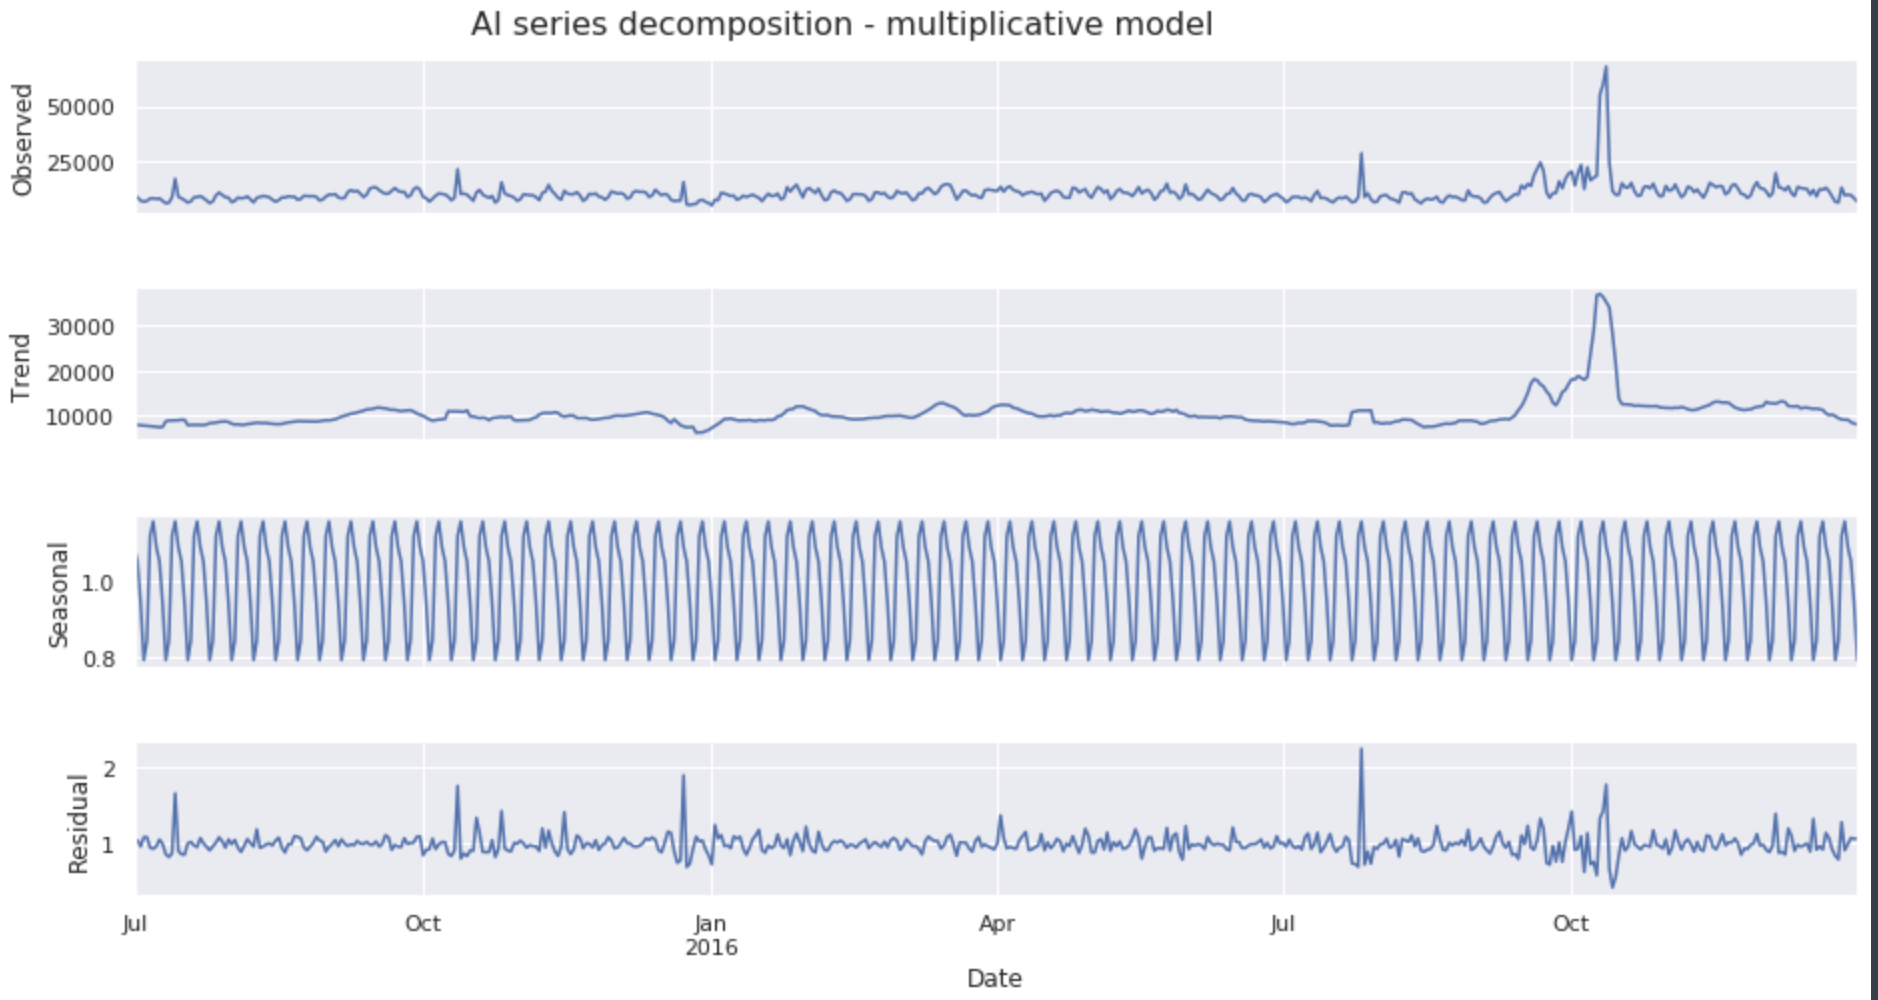 AI series decomposition - multiplicative model
Observed
50000
25000
Trend
30000
20000
10000
Seasonal
1.0
0.8
Residual
2
1
Jul
Oct
Jan
2016
Apr
Jul
Oct
Date